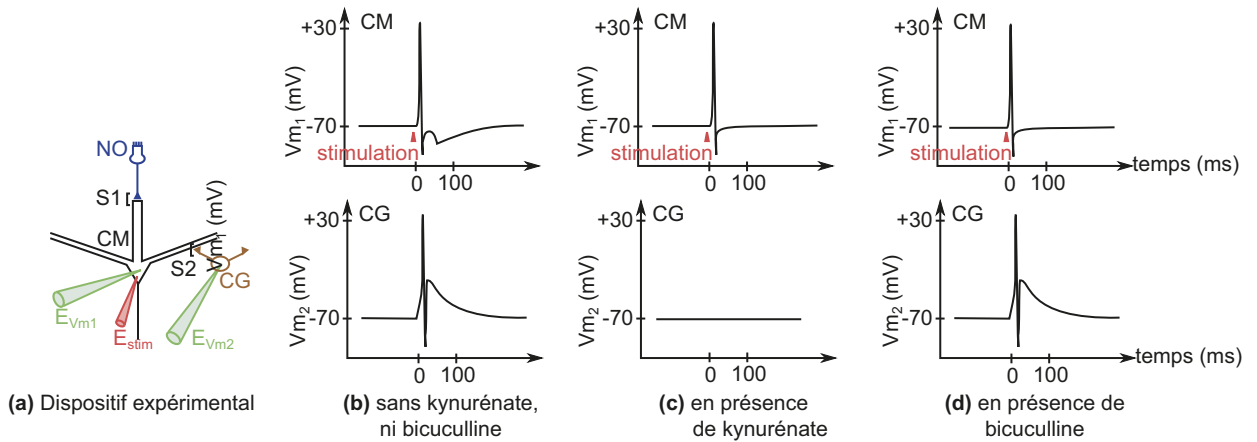 NO
S1
CM
S2
CG
Vm1 (mV)
E_Vm1
E_stim
E_Vm2
(a) Dispositif expérimental
+30
CM
Vm₁ (mV)
-70
stimulation
0
100
+30
CG
Vm₂ (mV)
-70
0
100
(b) sans kynurénate,
ni bicuculline
+30
CM
Vm₁ (mV)
-70
stimulation
0
100
+30
CG
Vm₂ (mV)
-70
0
100
(c) en présence
de kynurénate
+30
CM
Vm₁ (mV)
-70
stimulation
0
100
temps (ms)
+30
CG
Vm₂ (mV)
-70
0
100
temps (ms)
(d) en présence de
bicuculline